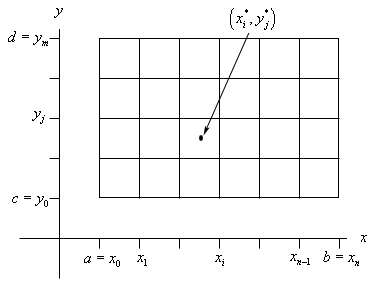 y
(x_i^*, y_j^*)
d = y_m
y_j
c = y_0
x
a = x_0 x_1 x_i x_{n-1} b = x_n